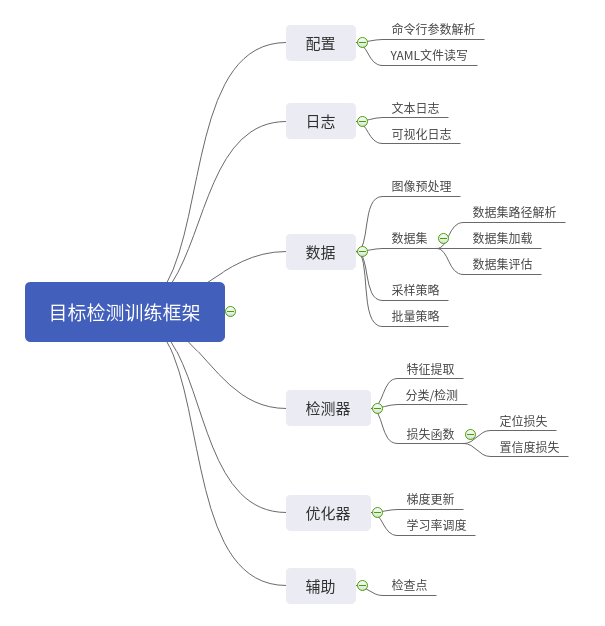 目标检测训练框架
配置
命令行参数解析
YAML文件读写
日志
文本日志
可视化日志
数据
图像预处理
数据集
数据集路径解析
数据集加载
数据集评估
采样策略
批量策略
检测器
特征提取
分类/检测
损失函数
定位损失
置信度损失
优化器
梯度更新
学习率调度
辅助
检查点